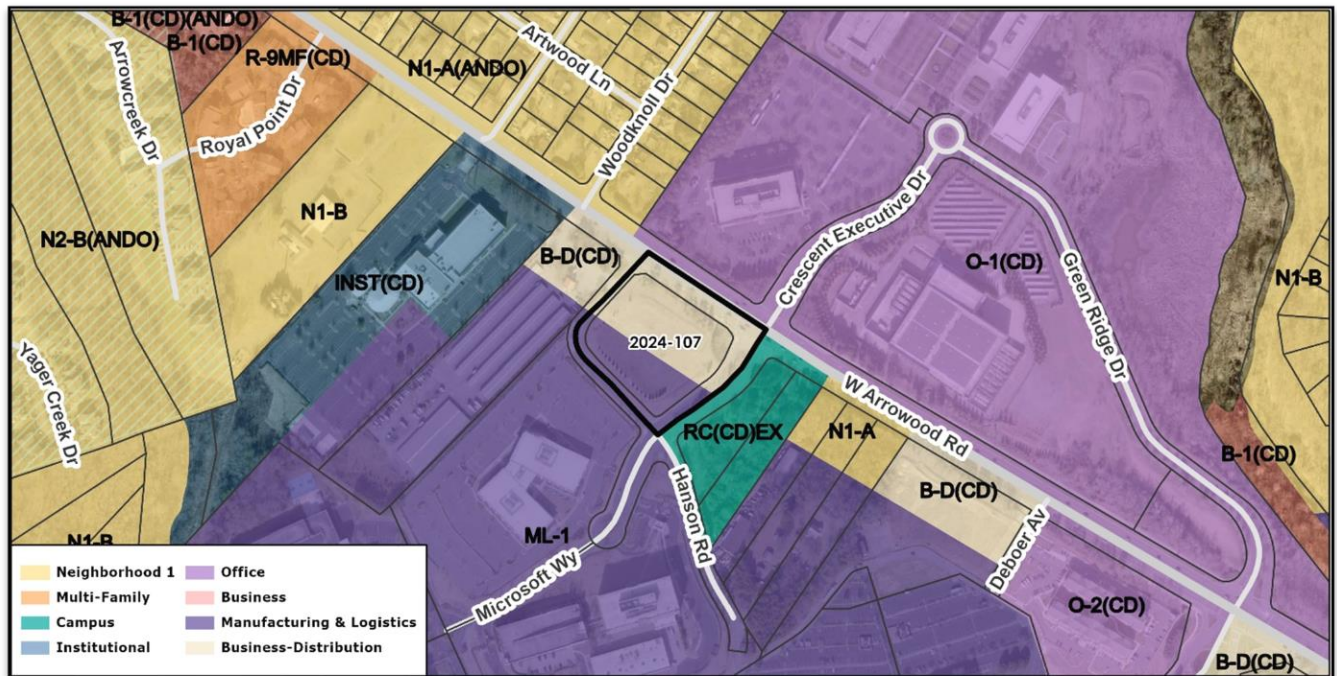 B-1(CD)(ANDO)
B-1(CD)
R-9MF(CD)
N1-A(ANDO)
Artwood Ln
Woodknoll Dr
Arrowcreek Dr
Royal Point Dr
N1-B
N2-B(ANDO)
INST(CD)
B-D(CD)
Crescent Executive Dr
O-1(CD)
Green Ridge Dr
N1-B
2024-107
Yager Creek Dr
RC(CD)EX
N1-A
W Arrowood Rd
B-1(CD)
B-D(CD)
Hanson Rd
ML-1
Microsoft Wy
Deboer Av
O-2(CD)
B-D(CD)
N1-B
Neighborhood 1
Multi-Family
Campus
Institutional
Office
Business
Manufacturing & Logistics
Business-Distribution